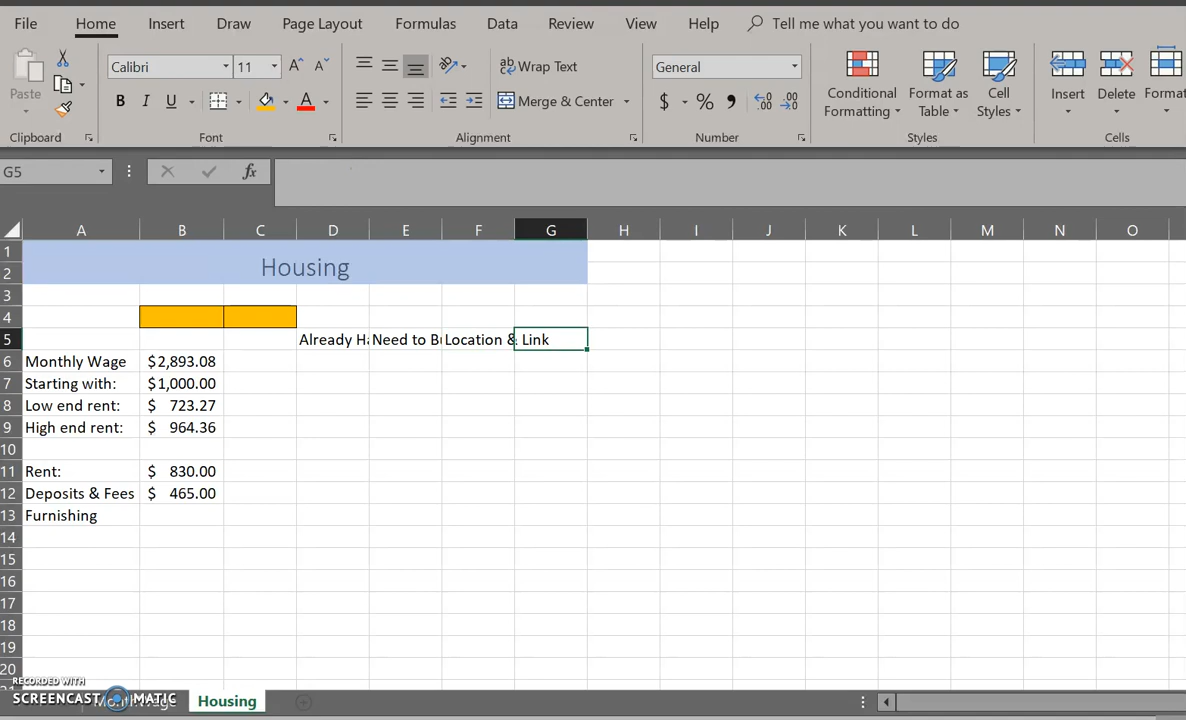 File Home Insert Draw Page Layout Formulas Data Review View Help Tell me what you want to do
Paste Calibri 11 B I U Wrap Text Merge & Center General $ % Conditional Formatting Format as Table Cell Styles Insert Delete Format
Clipboard Font Alignment Number Styles Cells
G5 fx
A B C D E F G H I J K L M N O
1
Housing
2
3
4
5 Already Ha Need to Bu Location & Link
6 Monthly Wage $2,893.08
7 Starting with: $1,000.00
8 Low end rent: $ 723.27
9 High end rent: $ 964.36
10
11 Rent: $ 830.00
12 Deposits & Fees $ 465.00
13 Furnishing
14
15
16
17
18
19
20
RECORDED WITH
SCREENCAST MATIC
Housing